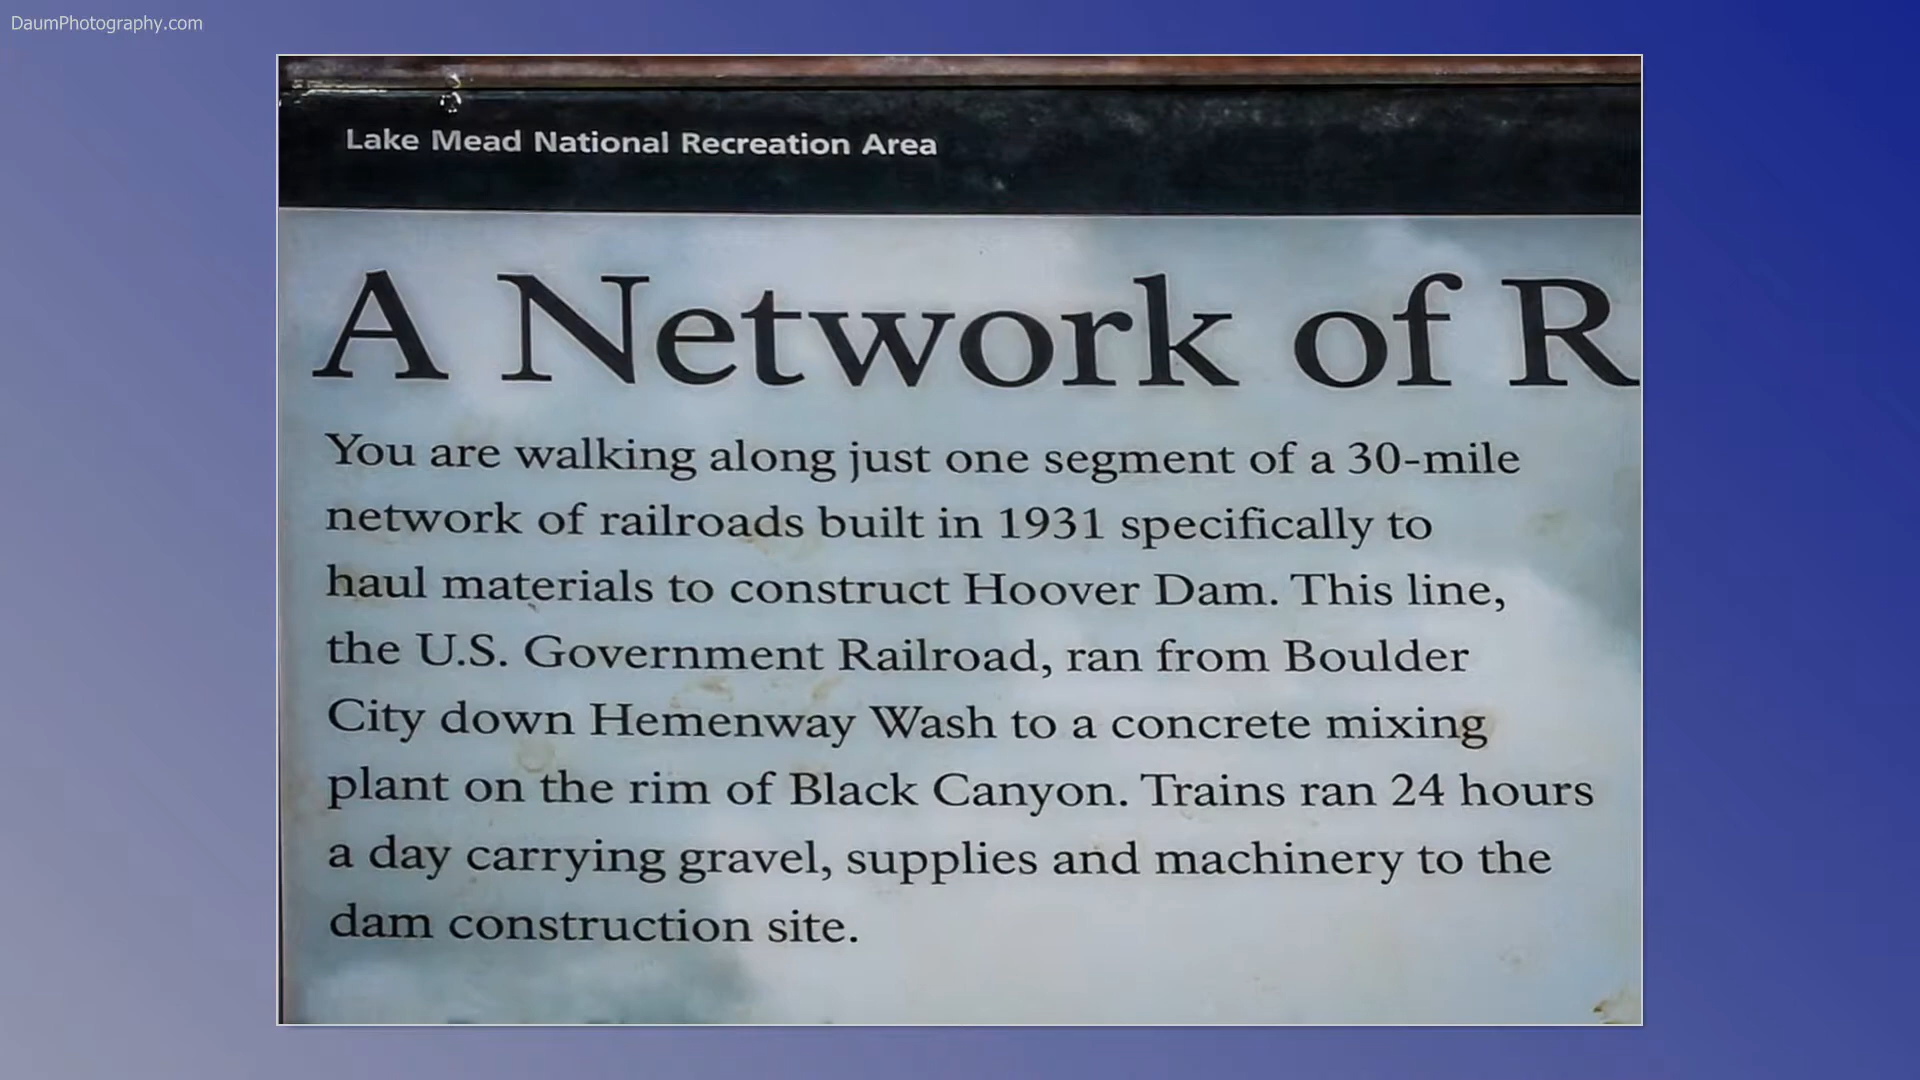 DaumPhotography.com
Lake Mead National Recreation Area
A Network of R
You are walking along just one segment of a 30-mile
network of railroads built in 1931 specifically to
haul materials to construct Hoover Dam. This line,
the U.S. Government Railroad, ran from Boulder
City down Hemenway Wash to a concrete mixing
plant on the rim of Black Canyon. Trains ran 24 hours
a day carrying gravel, supplies and machinery to the
dam construction site.